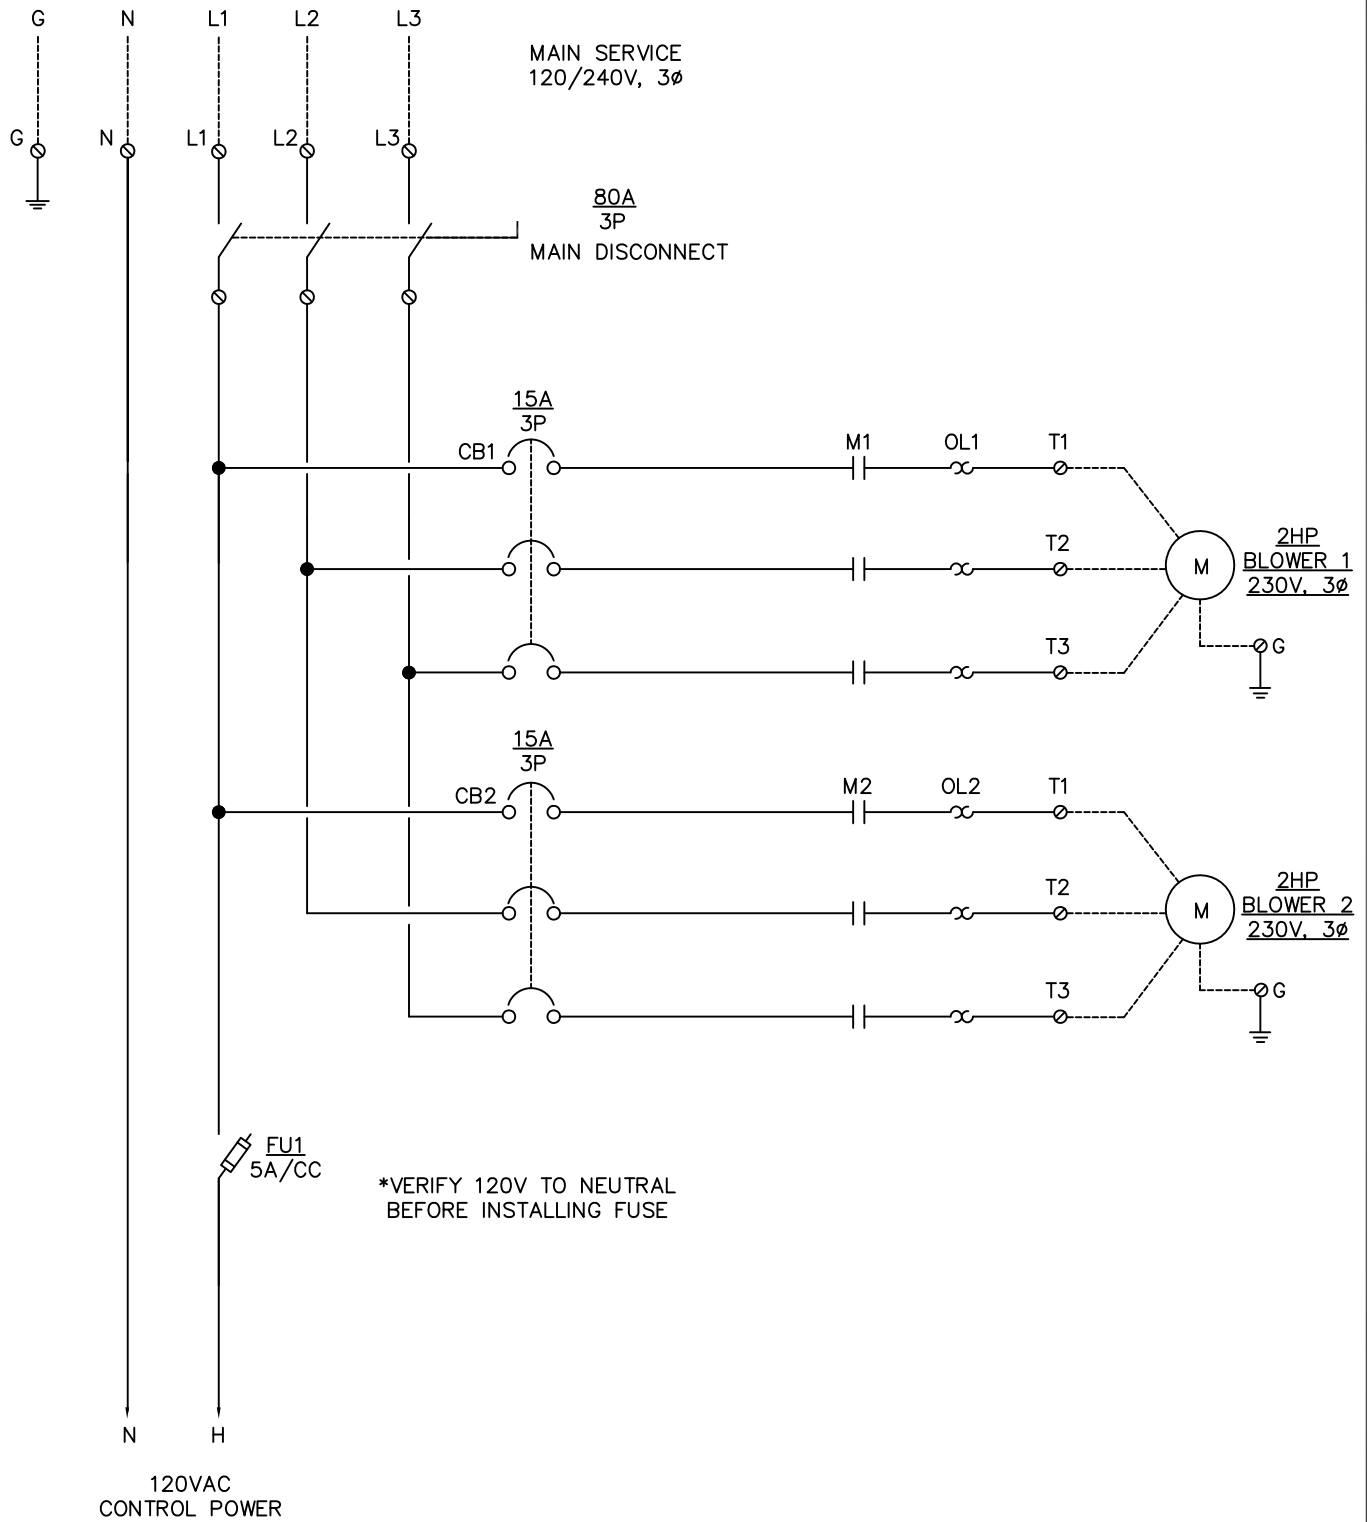 G N L1 L2 L3
MAIN SERVICE
120/240V, 3ø
G N L1 L2 L3
80A
3P
MAIN DISCONNECT
15A
3P
CB1 M1 OL1 T1
T2
2HP
BLOWER 1
230V, 3ø
M
T3
G
15A
3P
CB2 M2 OL2 T1
T2
2HP
BLOWER 2
230V, 3ø
M
T3
G
FU1
5A/CC
*VERIFY 120V TO NEUTRAL
BEFORE INSTALLING FUSE
N H
120VAC
CONTROL POWER